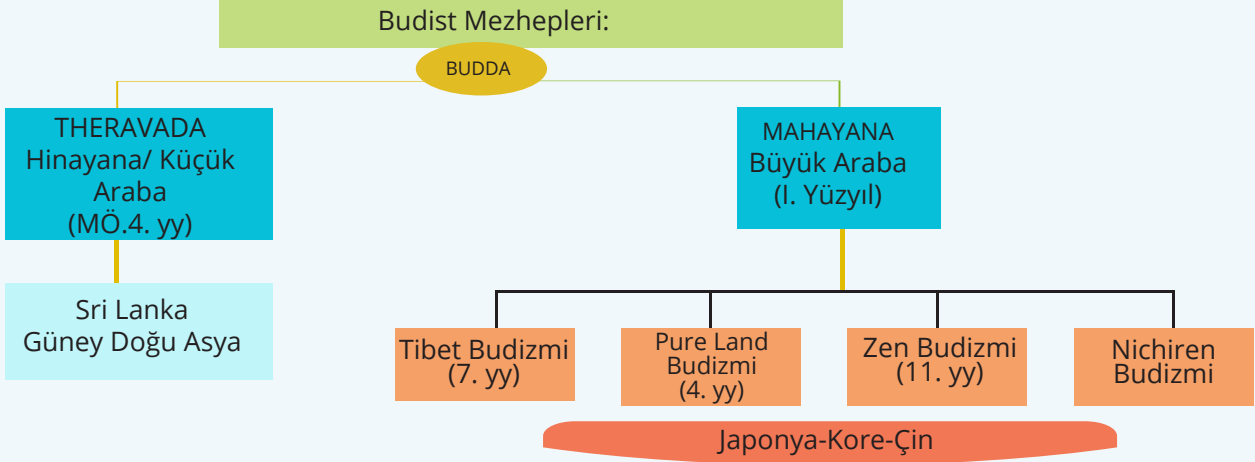 Budist Mezhepleri:
BUDDA
THERAVADA
Hinayana/ Küçük
Araba
(MÖ.4. yy)
Sri Lanka
Güney Doğu Asya
MAHAYANA
Büyük Araba
(I. Yüzyıl)
Tibet Budizmi
(7. yy)
Pure Land
Budizmi
(4. yy)
Zen Budizmi
(11. yy)
Nichiren
Budizmi
Japonya-Kore-Çin